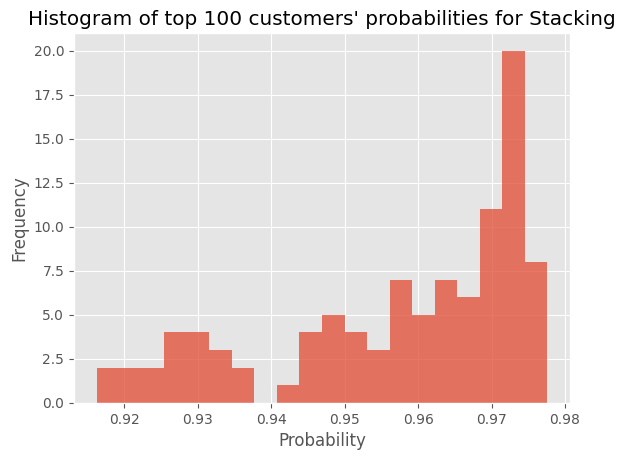 Histogram of top 100 customers' probabilities for Stacking
20.0
17.5
15.0
12.5
10.0
7.5
5.0
2.5
0.0
Frequency
0.92 0.93 0.94 0.95 0.96 0.97 0.98
Probability